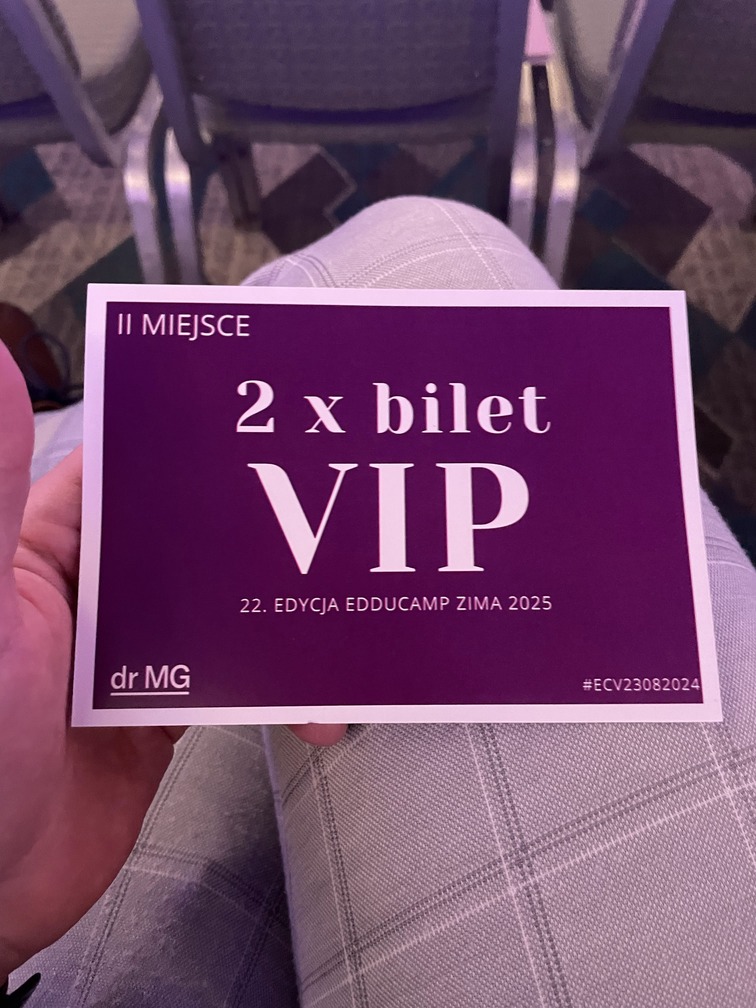 II MIEJSCE
2 x bilet
VIP
22. EDYCJA EDDUCAMP ZIMA 2025
dr MG
#ECV23082024